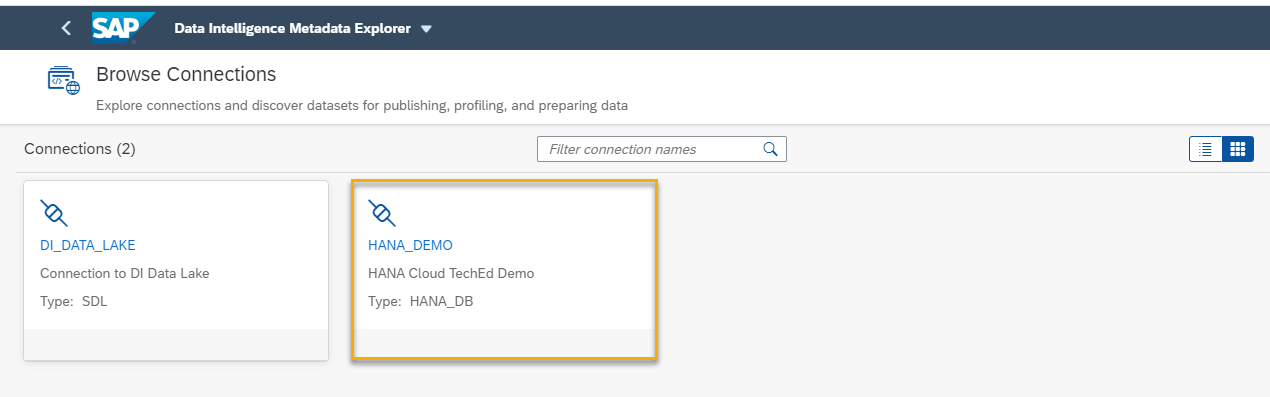 SAP Data Intelligence Metadata Explorer
Browse Connections
Explore connections and discover datasets for publishing, profiling, and preparing data
Connections (2)
Filter connection names
DI_DATA_LAKE
Connection to DI Data Lake
Type: SDL
HANA_DEMO
HANA Cloud TechEd Demo
Type: HANA_DB